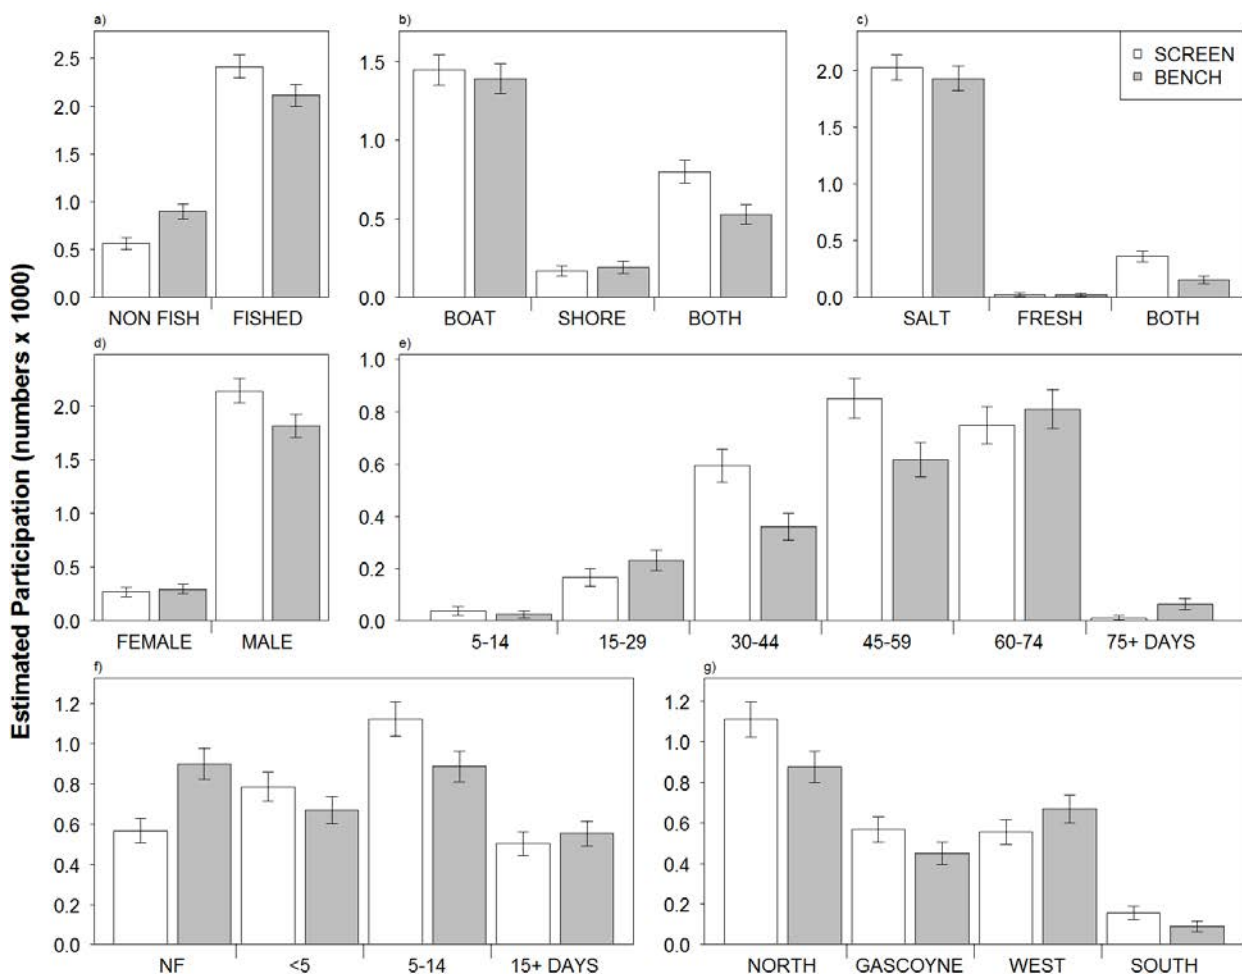 a)
b)
c)
SCREEN
BENCH
2.5
2.0
1.5
1.0
0.5
0.0
NON FISH FISHED
1.5
1.0
0.5
0.0
BOAT SHORE BOTH
2.0
1.5
1.0
0.5
0.0
SALT FRESH BOTH
Estimated Participation (numbers x 1000)
d)
2.0
1.5
1.0
0.5
0.0
FEMALE MALE
e)
1.0
0.8
0.6
0.4
0.2
0.0
5-14 15-29 30-44 45-59 60-74 75+ DAYS
f)
1.2
1.0
0.8
0.6
0.4
0.2
0.0
NF <5 5-14 15+ DAYS
g)
1.2
1.0
0.8
0.6
0.4
0.2
0.0
NORTH GASCOYNE WEST SOUTH